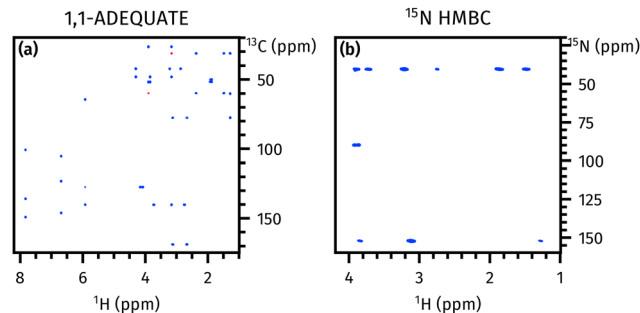 1,1-ADEQUATE
¹⁵N HMBC
(a)
¹³C (ppm)
50
100
150
8 6 4 2
¹H (ppm)
(b)
¹⁵N (ppm)
50
75
100
125
150
4 3 2 1
¹H (ppm)